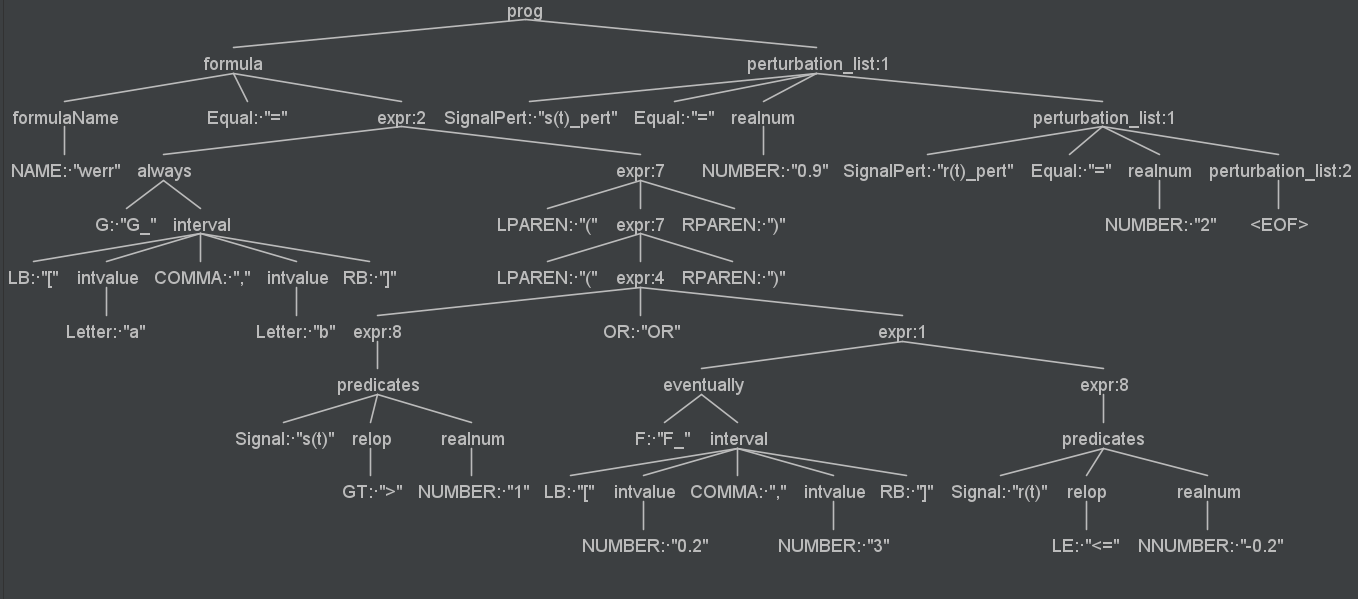 prog
formula perturbation_list:1
formulaName Equal:·"=" expr:2 SignalPert:·"s(t)_pert" Equal:·"=" realnum perturbation_list:1
NAME:·"werr" always expr:7 NUMBER:·"0.9" SignalPert:·"r(t)_pert" Equal:·"=" realnum perturbation_list:2
G:·"G_" interval LPAREN:·"(" expr:7 RPAREN:·")" NUMBER:·"2" <EOF>
LB:·"[" intvalue COMMA:·"," intvalue RB:·"]" LPAREN:·"(" expr:4 RPAREN:·")"
Letter:·"a" Letter:·"b" expr:8 OR:·"OR" expr:1
predicates eventually expr:8
Signal:·"s(t)" relop realnum F:·"F_" interval predicates
GT:·">" NUMBER:·"1" LB:·"[" intvalue COMMA:·"," intvalue RB:·"]" Signal:·"r(t)" relop realnum
NUMBER:·"0.2" NUMBER:·"3" LE:·"<=" NNUMBER:·"-0.2"